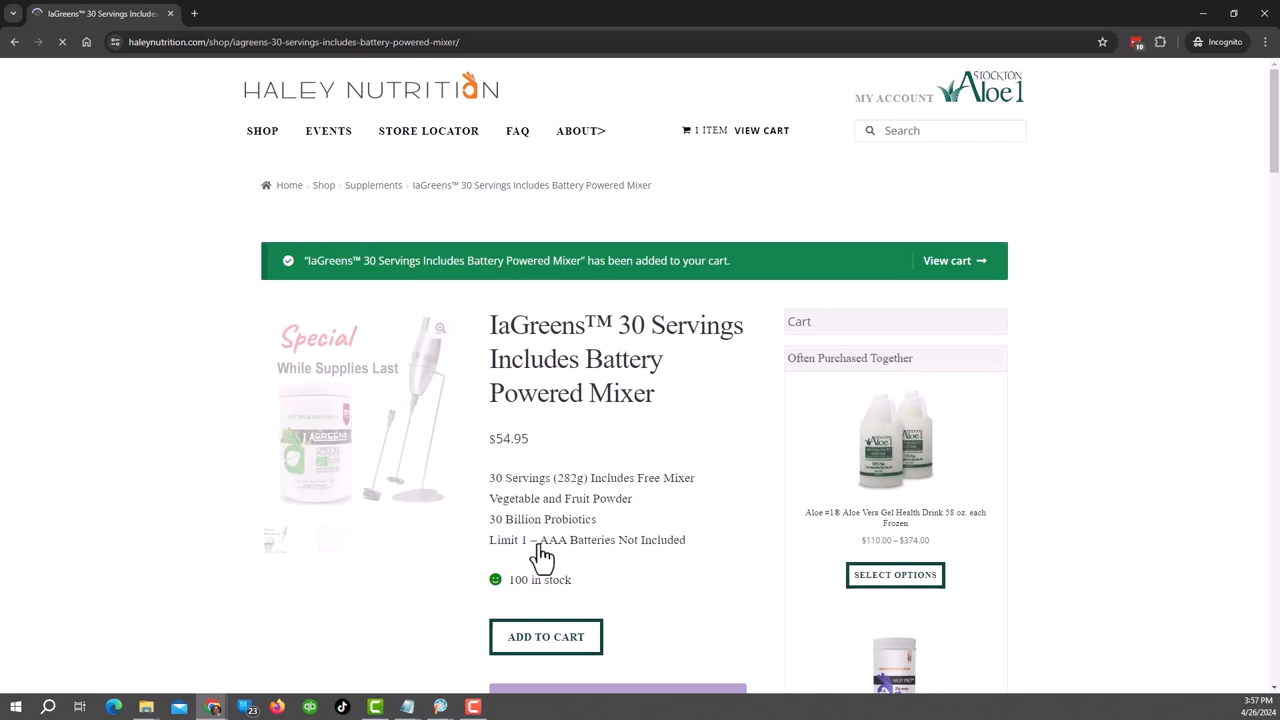 Limit 1 - IaGreens™ 30 Servings
haleynutrition.com/shop/iagreens-30-servings-includes-battery-powered-mixer/
10
Incognito
HALEY NUTRITION
MY ACCOUNT
STOCKTON
Aloe1
SHOP
EVENTS
STORE LOCATOR
FAQ
ABOUT>
1 ITEM VIEW CART
Search
Home › Shop › Supplements › IaGreens™ 30 Servings Includes Battery Powered Mixer
“IaGreens™ 30 Servings Includes Battery Powered Mixer” has been added to your cart.
View cart →
Special
While Supplies Last
IaGreens™ 30 Servings
Includes Battery
Powered Mixer
$54.95
30 Servings (282g) Includes Free Mixer
Vegetable and Fruit Powder
30 Billion Probiotics
Limit 1 – AAA Batteries Not Included
100 in stock
ADD TO CART
Cart
Often Purchased Together
Aloe #1® Aloe Vera Gel Health Drink 58 oz. each
Frozen
$110.00 – $374.00
SELECT OPTIONS
23
3:57 PM
4/26/2024